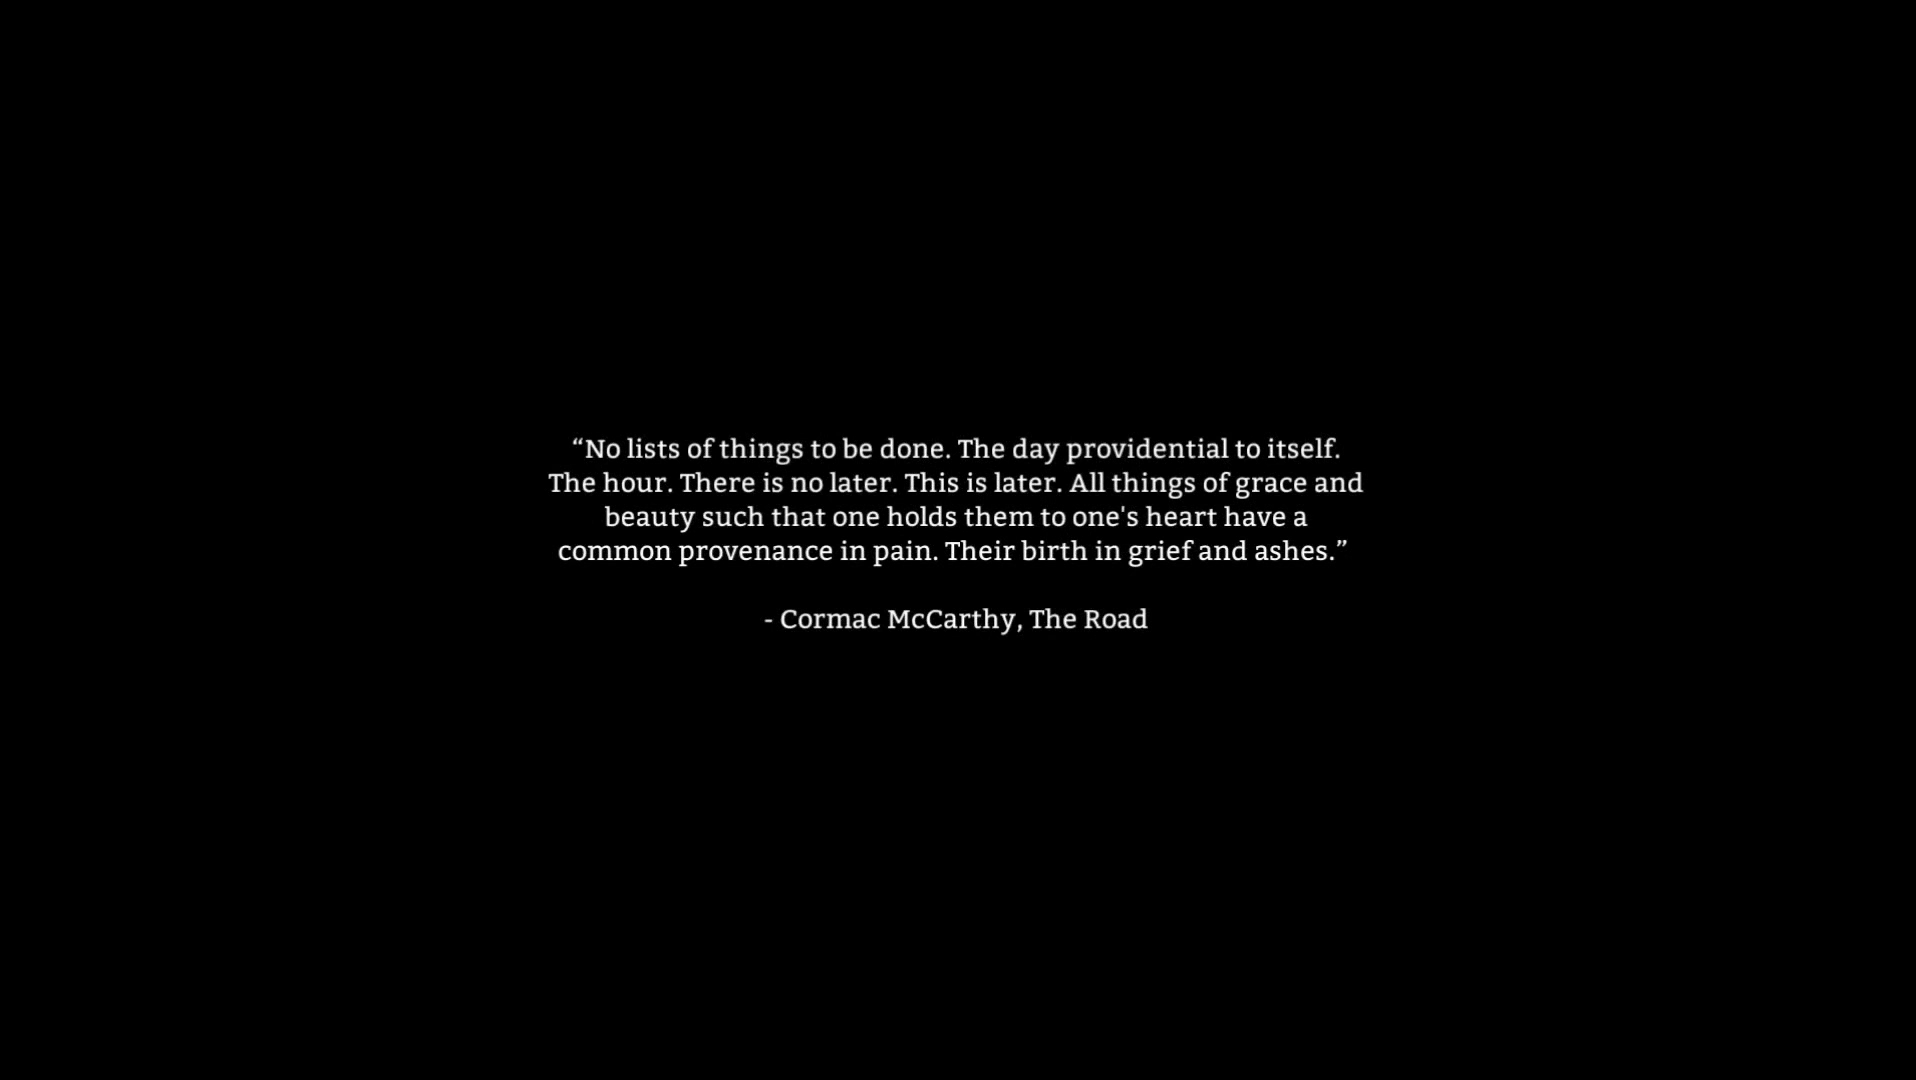 “No lists of things to be done. The day providential to itself.
The hour. There is no later. This is later. All things of grace and
beauty such that one holds them to one's heart have a
common provenance in pain. Their birth in grief and ashes.”
- Cormac McCarthy, The Road